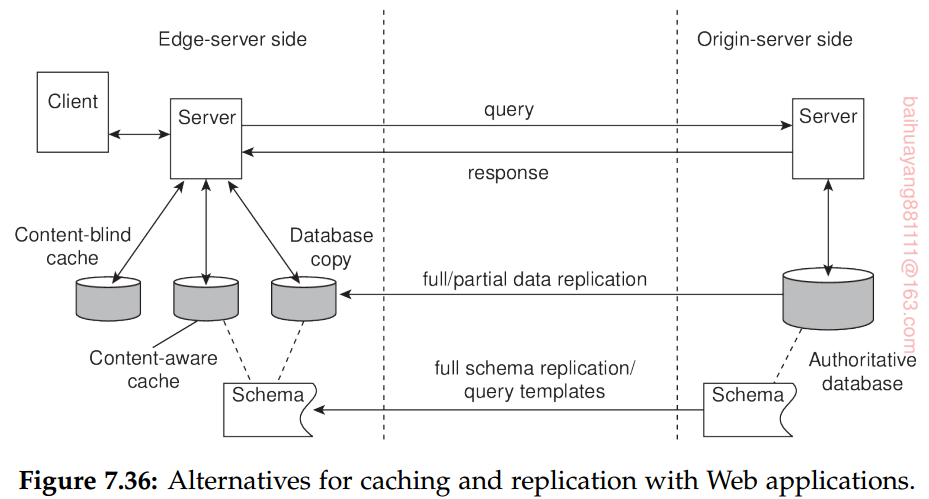 Edge-server side
Origin-server side
Client
Server
query
Server
response
Content-blind
cache
Database
copy
full/partial data replication
Content-aware
cache
Authoritative
database
full schema replication/
query templates
Schema
Schema
baihuayang881111@163.com
Figure 7.36: Alternatives for caching and replication with Web applications.